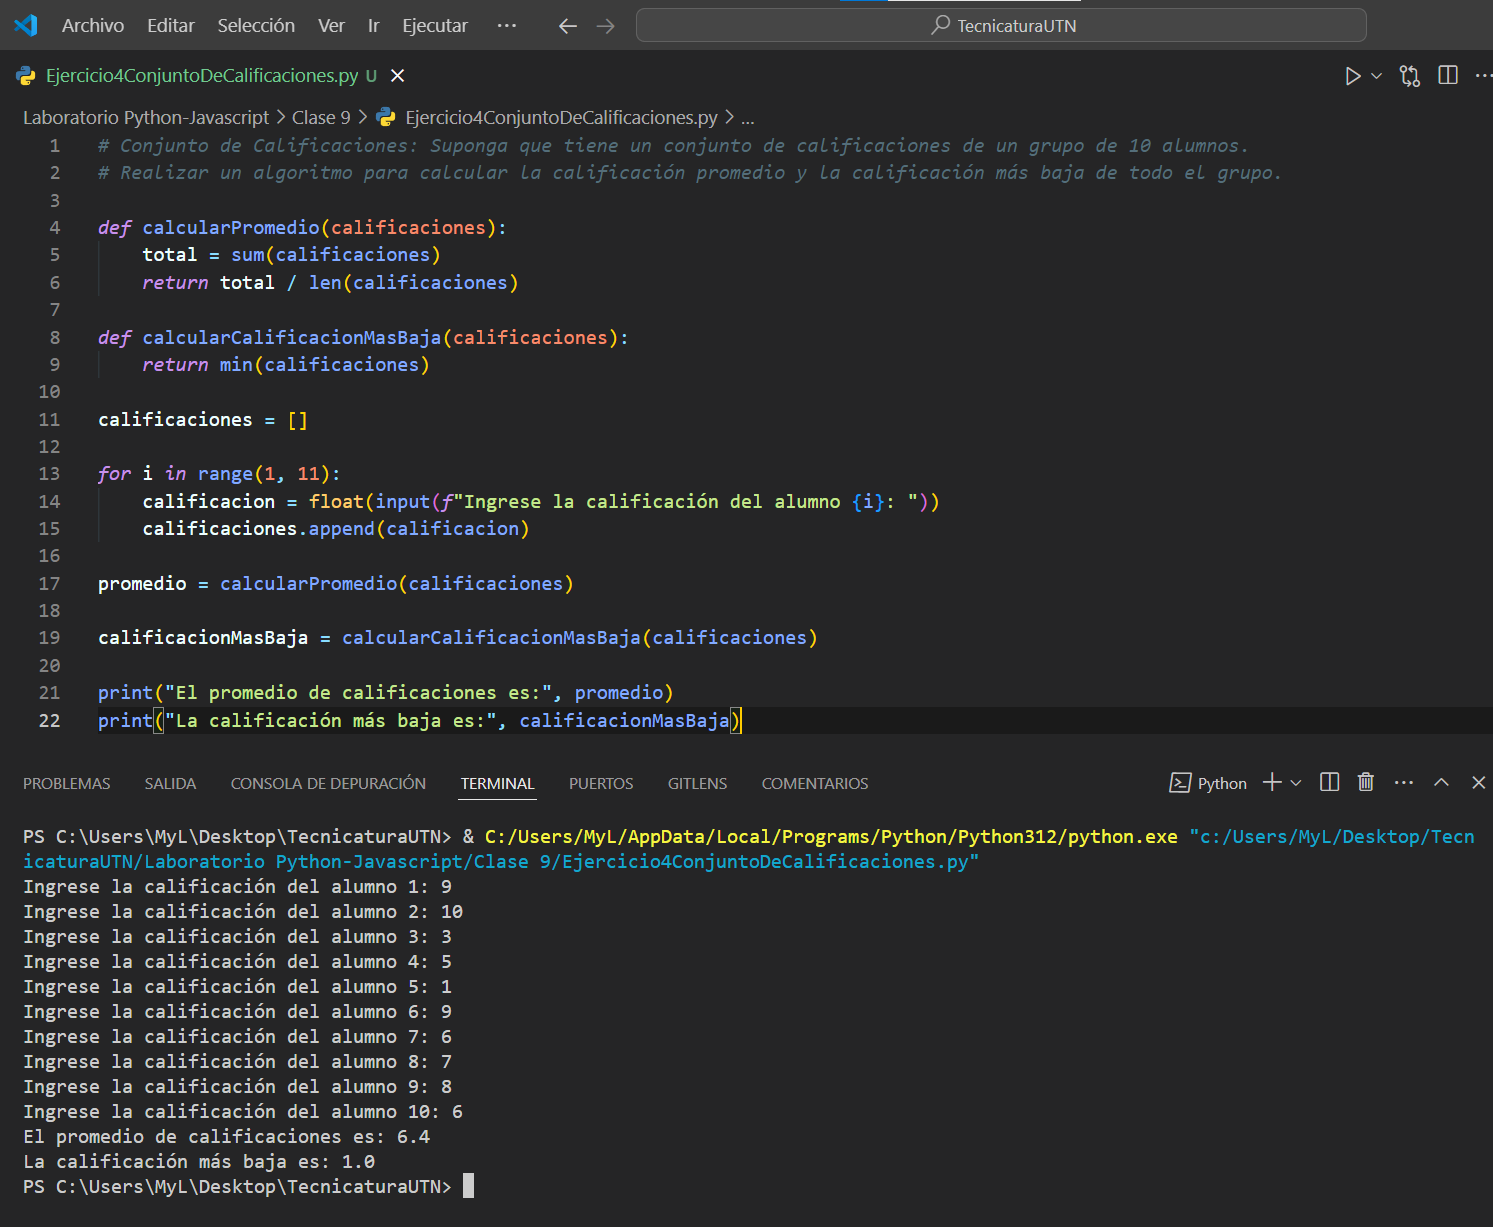 Archivo Editar Selección Ver Ir Ejecutar ··· TecnicaturaUTN
Ejercicio4ConjuntoDeCalificaciones.py U
Laboratorio Python-Javascript > Clase 9 > Ejercicio4ConjuntoDeCalificaciones.py > ...
1 # Conjunto de Calificaciones: Suponga que tiene un conjunto de calificaciones de un grupo de 10 alumnos.
2 # Realizar un algoritmo para calcular la calificación promedio y la calificación más baja de todo el grupo.
3
4 def calcularPromedio(calificaciones):
5     total = sum(calificaciones)
6     return total / len(calificaciones)
7
8 def calcularCalificacionMasBaja(calificaciones):
9     return min(calificaciones)
10
11 calificaciones = []
12
13 for i in range(1, 11):
14     calificacion = float(input(f"Ingrese la calificación del alumno {i}: "))
15     calificaciones.append(calificacion)
16
17 promedio = calcularPromedio(calificaciones)
18
19 calificacionMasBaja = calcularCalificacionMasBaja(calificaciones)
20
21 print("El promedio de calificaciones es:", promedio)
22 print("La calificación más baja es:", calificacionMasBaja)
PROBLEMAS SALIDA CONSOLA DE DEPURACIÓN TERMINAL PUERTOS GITLENS COMENTARIOS Python
PS C:\Users\MyL\Desktop\TecnicaturaUTN> & C:/Users/MyL/AppData/Local/Programs/Python/Python312/python.exe "c:/Users/MyL/Desktop/Tecn
icaturaUTN/Laboratorio Python-Javascript/Clase 9/Ejercicio4ConjuntoDeCalificaciones.py"
Ingrese la calificación del alumno 1: 9
Ingrese la calificación del alumno 2: 10
Ingrese la calificación del alumno 3: 3
Ingrese la calificación del alumno 4: 5
Ingrese la calificación del alumno 5: 1
Ingrese la calificación del alumno 6: 9
Ingrese la calificación del alumno 7: 6
Ingrese la calificación del alumno 8: 7
Ingrese la calificación del alumno 9: 8
Ingrese la calificación del alumno 10: 6
El promedio de calificaciones es: 6.4
La calificación más baja es: 1.0
PS C:\Users\MyL\Desktop\TecnicaturaUTN>